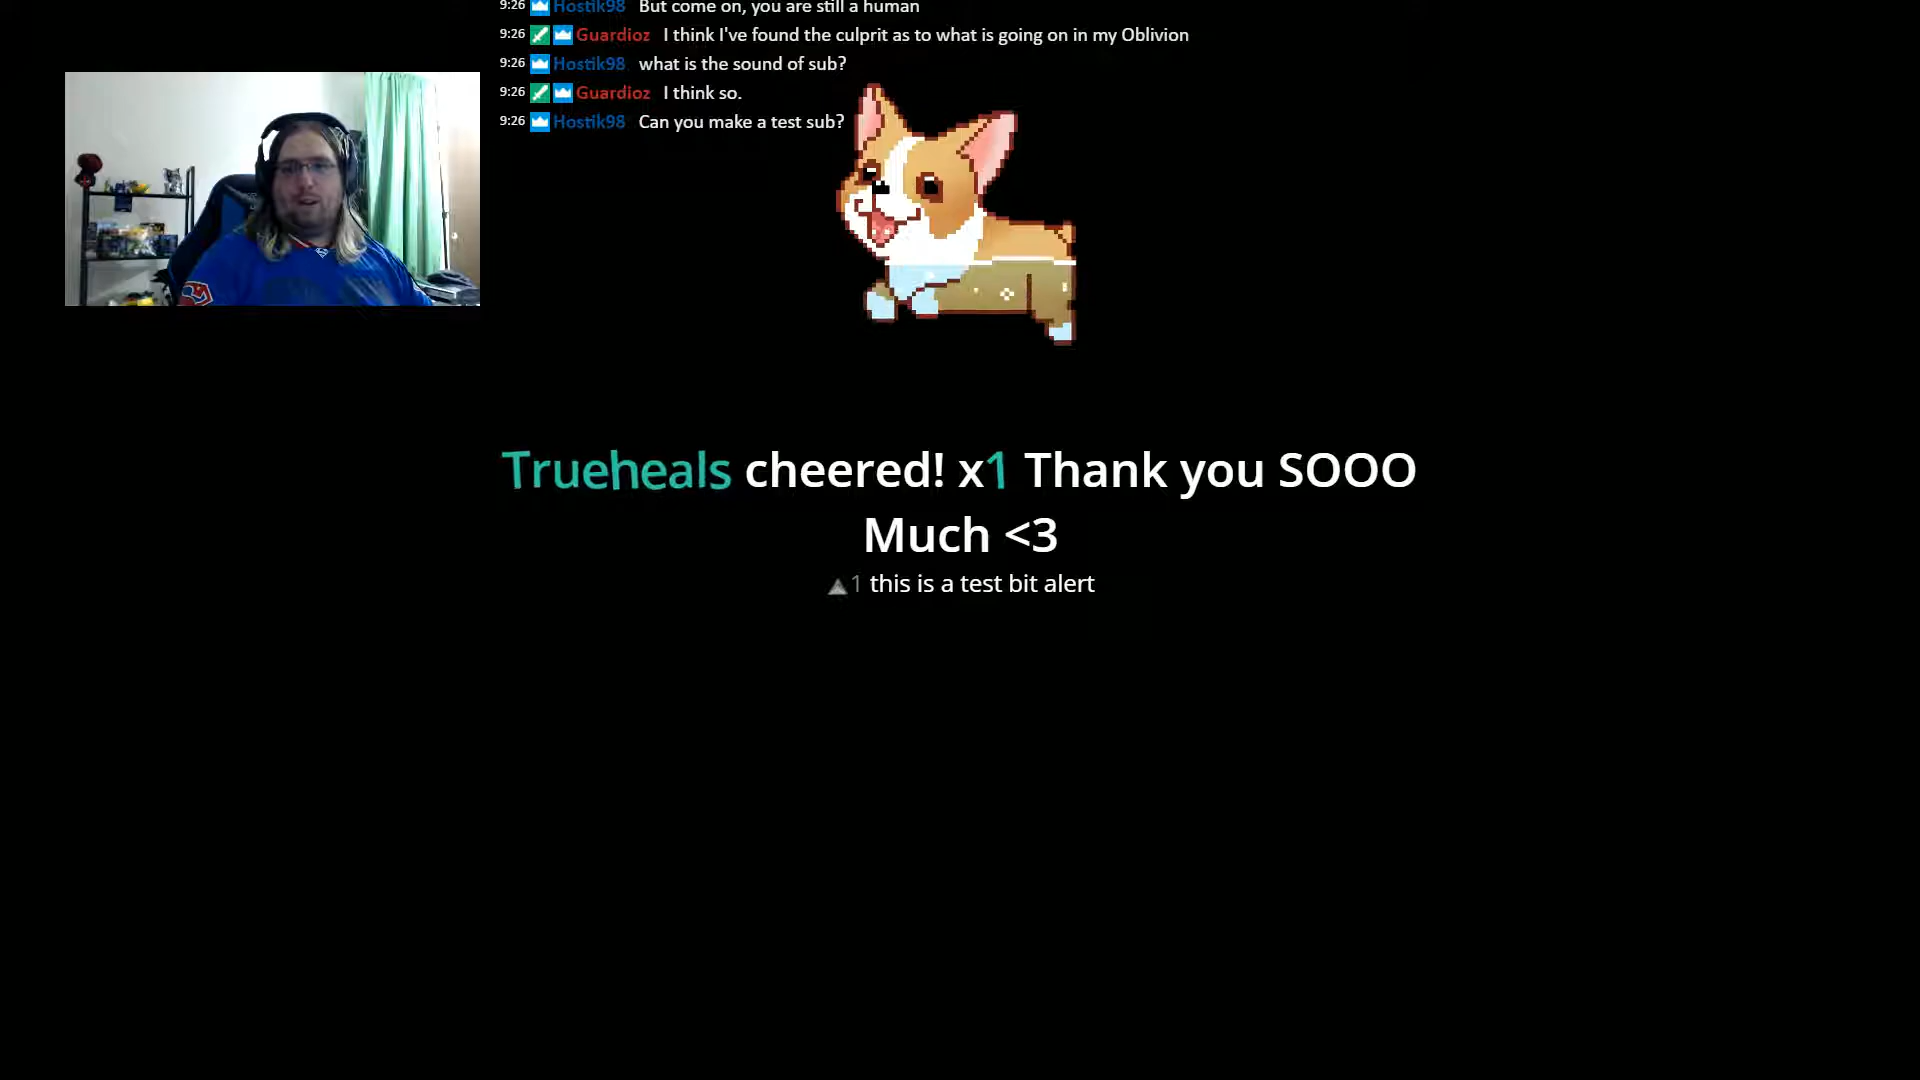 9:26 Hostik98 But come on, you are still a human
9:26 Guardioz I think I've found the culprit as to what is going on in my Oblivion
9:26 Hostik98 what is the sound of sub?
9:26 Guardioz I think so.
9:26 Hostik98 Can you make a test sub?
Trueheals cheered! x1 Thank you SOOO
Much <3
1 this is a test bit alert